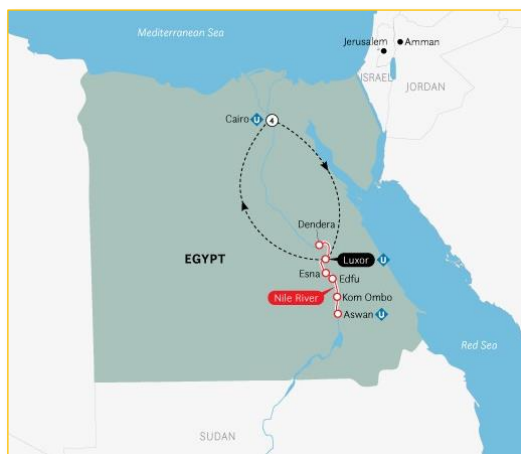 Mediterranean Sea
Jerusalem
Amman
ISRAEL
JORDAN
Cairo U 4
Dendera
EGYPT
Luxor U
Esna
Edfu
Nile River
Kom Ombo
Aswan U
Red Sea
SUDAN